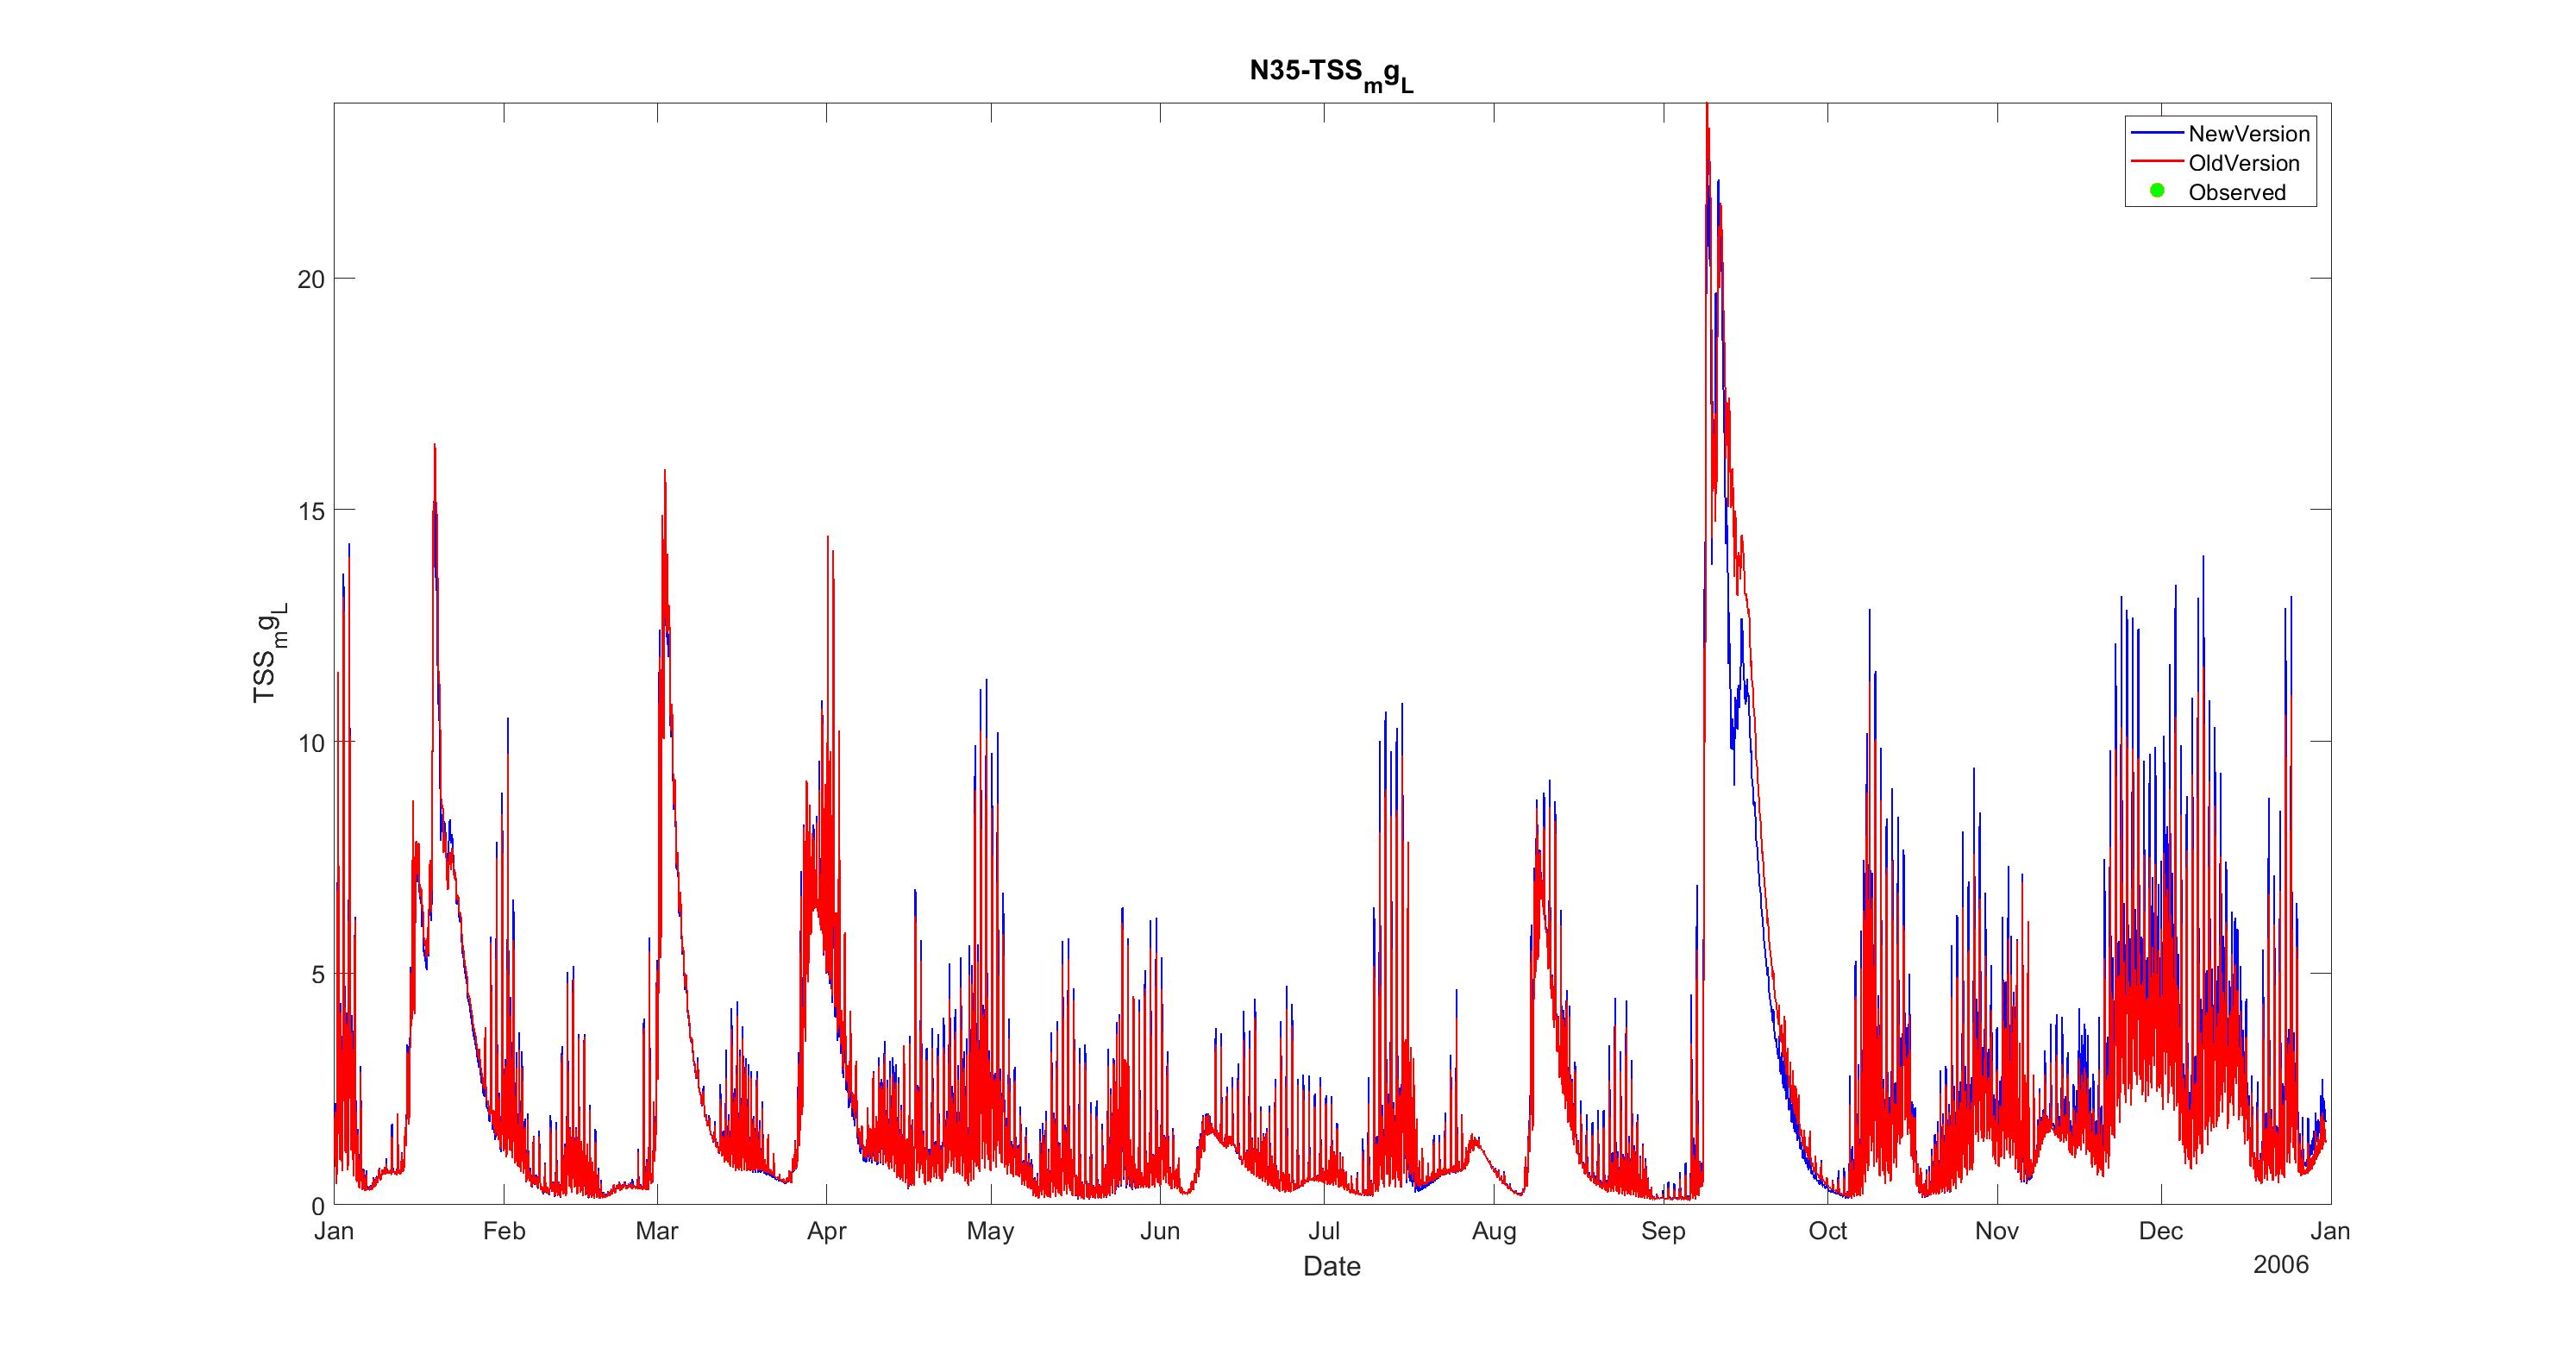 N35-TSSmgL
NewVersion
OldVersion
Observed
20
15
10
5
0
TSSmgL
Jan Feb Mar Apr May Jun Jul Aug Sep Oct Nov Dec Jan
Date
2006